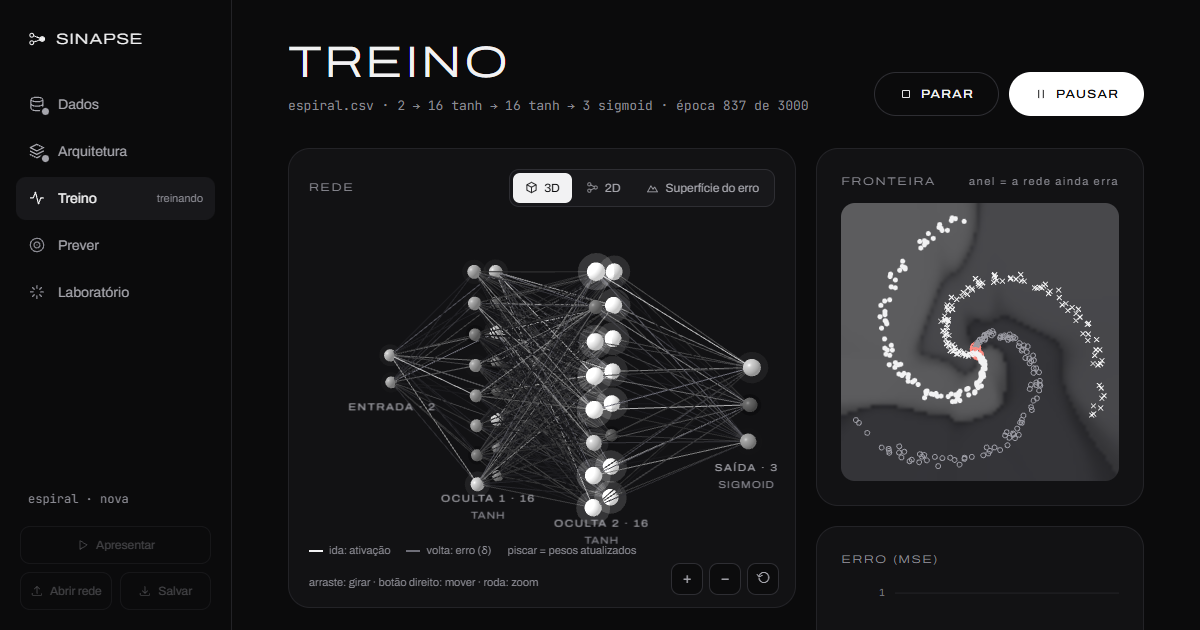 SINAPSE
Dados
Arquitetura
Treino treinando
Prever
Laboratório
espiral · nova
Apresentar
Abrir rede
Salvar
TREINO
espiral.csv · 2 → 16 tanh → 16 tanh → 3 sigmoid · época 837 de 3000
PARAR
PAUSAR
REDE
3D
2D
Superfície do erro
ENTRADA · 2
OCULTA 1 · 16
TANH
OCULTA 2 · 16
TANH
SAÍDA · 3
SIGMOID
ida: ativação
volta: erro (δ)
piscar = pesos atualizados
arraste: girar · botão direito: mover · roda: zoom
+
−
FRONTEIRA
anel = a rede ainda erra
ERRO (MSE)
1